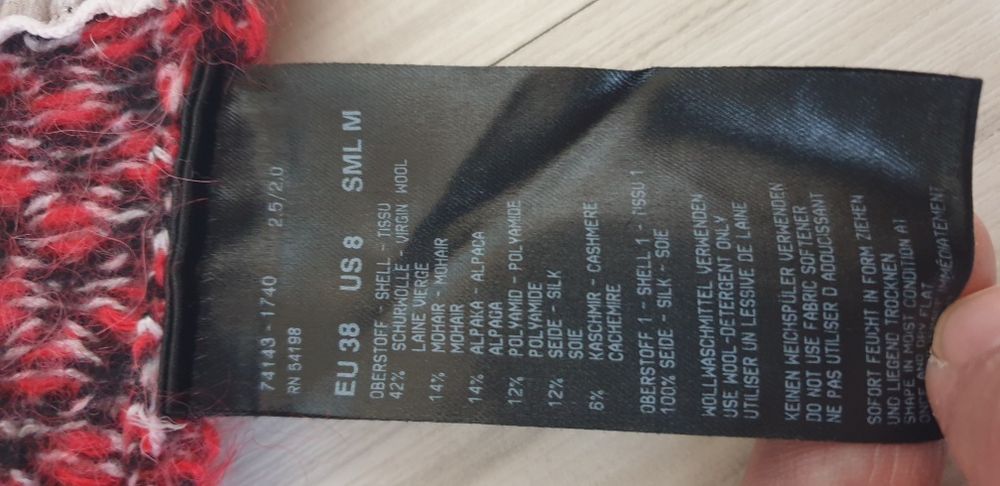 74143 - 1740 2.5/2.0
RN 54198
EU 38 US 8 SML M
OBERSTOFF - SHELL - TISSU
42% SCHURWOLLE - VIRGIN WOOL
LAINE VIERGE
14% MOHAIR - MOHAIR
MOHAIR
14% ALPAKA - ALPACA
ALPAGA
12% POLYAMID - POLYAMIDE
POLYAMIDE
12% SEIDE - SILK
SOIE
6% KASCHMIR - CASHMERE
CACHEMIRE
OBERSTOFF 1 - SHELL 1 - TISSU 1
100% SEIDE - SILK - SOIE
WOLLWASCHMITTEL VERWENDEN
USE WOOL-DETERGENT ONLY
UTILISER UN LESSIVE DE LAINE
KEINEN WEICHSPÜLER VERWENDEN
DO NOT USE FABRIC SOFTENER
NE PAS UTILISER D ADOUCISSANT
SOFORT FEUCHT IN FORM ZIEHEN
UND LIEGEND TROCKNEN
SHAPE IN MOIST CONDITION AT
ONCE AND DRY FLAT